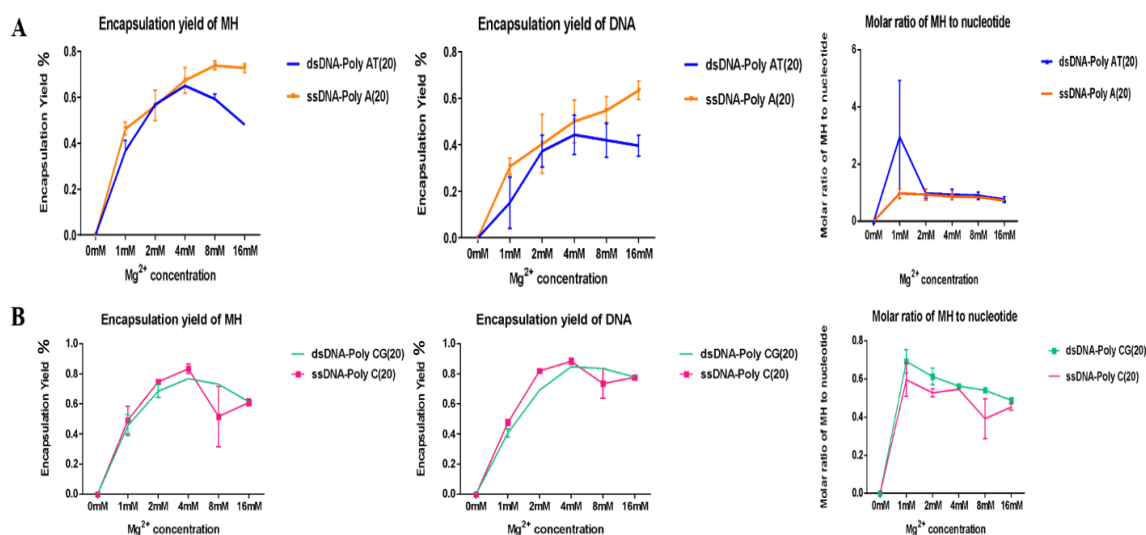 A
Encapsulation yield of MH
Encapsulation Yield %
0.8
0.6
0.4
0.2
0.0
0mM 1mM 2mM 4mM 8mM 16mM
Mg2+ concentration
dsDNA-Poly AT(20)
ssDNA-Poly A(20)
Encapsulation yield of DNA
Encapsulation Yield %
0.8
0.6
0.4
0.2
0.0
0mM 1mM 2mM 4mM 8mM 16mM
Mg2+ concentration
dsDNA-Poly AT(20)
ssDNA-Poly A(20)
Molar ratio of MH to nucleotide
Molar ratio of MH to nucleotide
6
4
2
0
0mM 1mM 2mM 4mM 8mM 16mM
Mg2+ concentration
dsDNA-Poly AT(20)
ssDNA-Poly A(20)
B
Encapsulation yield of MH
Encapsulation Yield %
1.0
0.8
0.6
0.4
0.2
0.0
0mM 1mM 2mM 4mM 8mM 16mM
Mg2+ concentration
dsDNA-Poly CG(20)
ssDNA-Poly C(20)
Encapsulation yield of DNA
Encapsulation Yield %
1.0
0.8
0.6
0.4
0.2
0.0
0mM 1mM 2mM 4mM 8mM 16mM
Mg2+ concentration
dsDNA-Poly CG(20)
ssDNA-Poly C(20)
Molar ratio of MH to nucleotide
Molar ratio of MH to nucleotide
0.8
0.6
0.4
0.2
0.0
0mM 1mM 2mM 4mM 8mM 16mM
Mg2+ concentration
dsDNA-Poly CG(20)
ssDNA-Poly C(20)